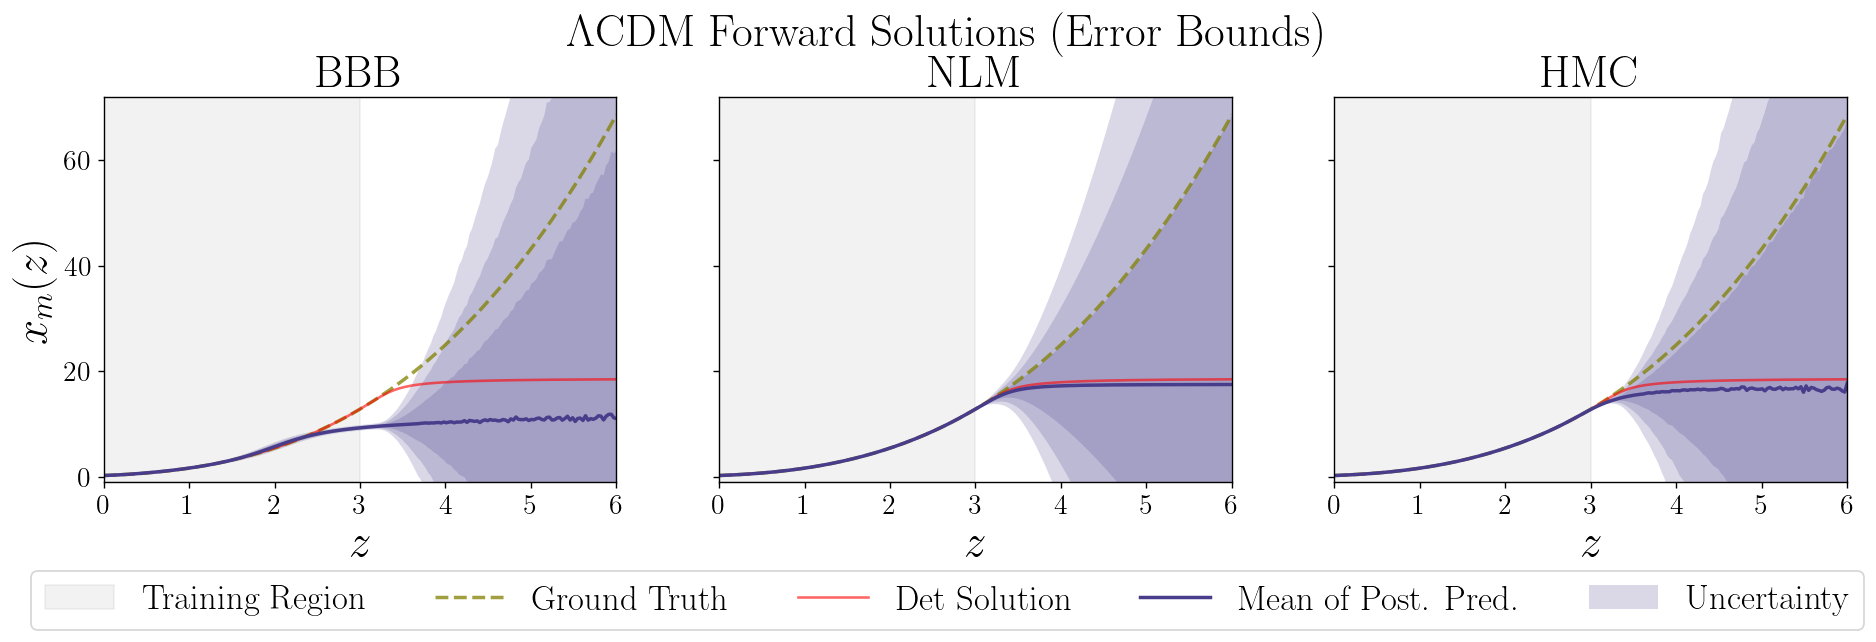 ΛCDM Forward Solutions (Error Bounds)
BBB
NLM
HMC
x_m(z)
60
40
20
0
0 1 2 3 4 5 6
0 1 2 3 4 5 6
0 1 2 3 4 5 6
z
z
z
Training Region
Ground Truth
Det Solution
Mean of Post. Pred.
Uncertainty